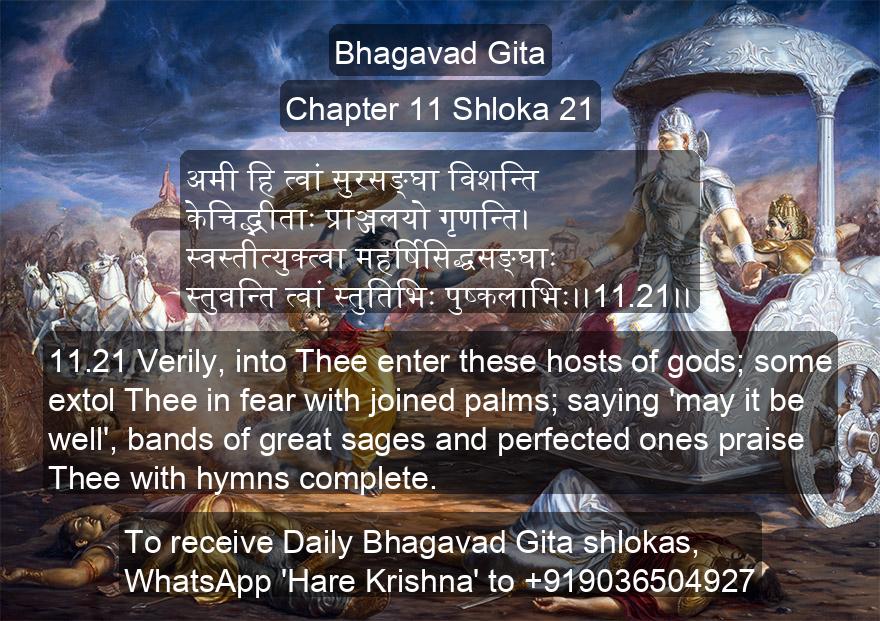 Bhagavad Gita
Chapter 11 Shloka 21
अमी हि त्वां सुरसङ्घा विशन्ति
केचिद्भीताः प्राञ्जलयो गृणन्ति।
स्वस्तीत्युक्त्वा महर्षिसिद्धसङ्घाः
स्तुवन्ति त्वां स्तुतिभिः पुष्कलाभिः।।11.21।।
11.21 Verily, into Thee enter these hosts of gods; some
extol Thee in fear with joined palms; saying 'may it be
well', bands of great sages and perfected ones praise
Thee with hymns complete.
To receive Daily Bhagavad Gita shlokas,
WhatsApp 'Hare Krishna' to +919036504927